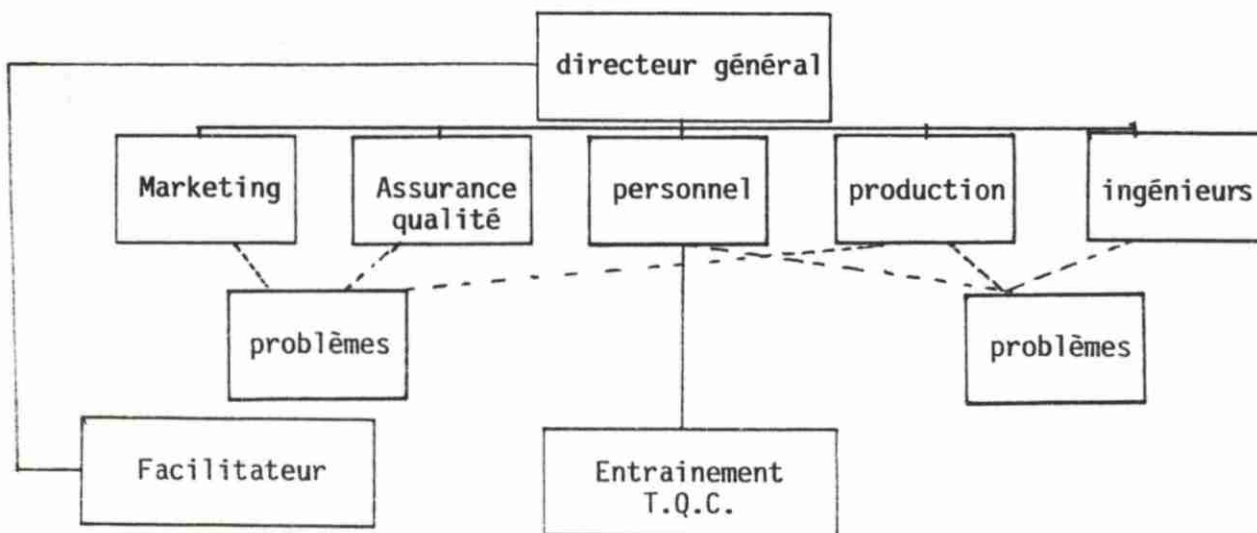 directeur général
Marketing
Assurance
qualité
personnel
production
ingénieurs
problèmes
problèmes
Facilitateur
Entrainement
T.Q.C.